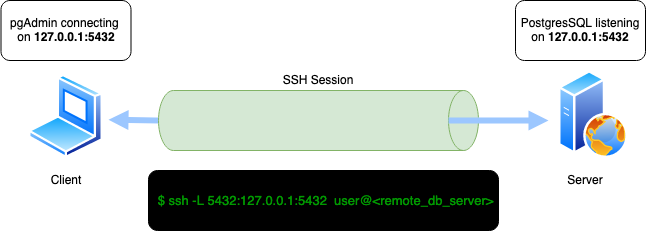 pgAdmin connecting
on 127.0.0.1:5432
PostgresSQL listening
on 127.0.0.1:5432
SSH Session
Client
Server
$ ssh -L 5432:127.0.0.1:5432 user@<remote_db_server>